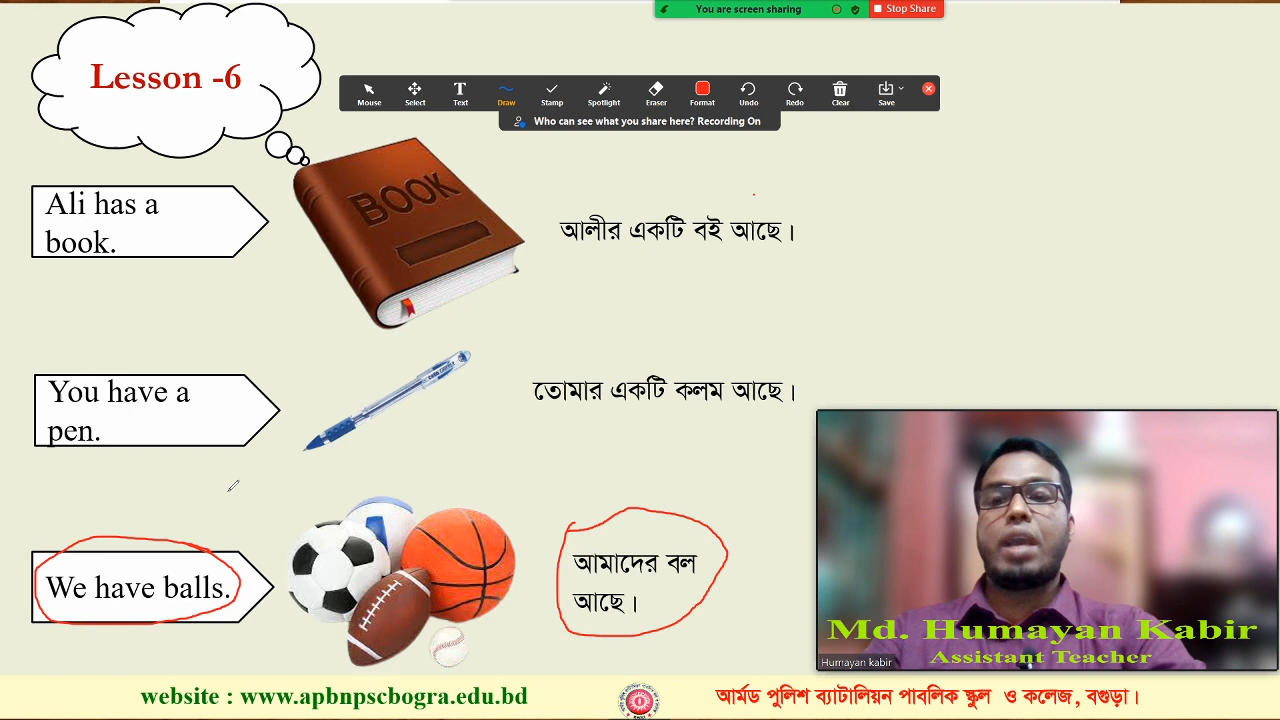 You are screen sharing
Stop Share
Lesson -6
Mouse
Select
Text
Draw
Stamp
Spotlight
Eraser
Format
Undo
Redo
Clear
Save
Who can see what you share here? Recording On
Ali has a
book.
BOOK
আলীর একটি বই আছে।
You have a
pen.
তোমার একটি কলম আছে।
We have balls.
আমাদের বল
আছে।
Md. Humayan Kabir
Assistant Teacher
Humayan kabir
website : www.apbnpscbogra.edu.bd
আর্মড পুলিশ ব্যাটালিয়ন পাবলিক স্কুল ও কলেজ, বগুড়া।